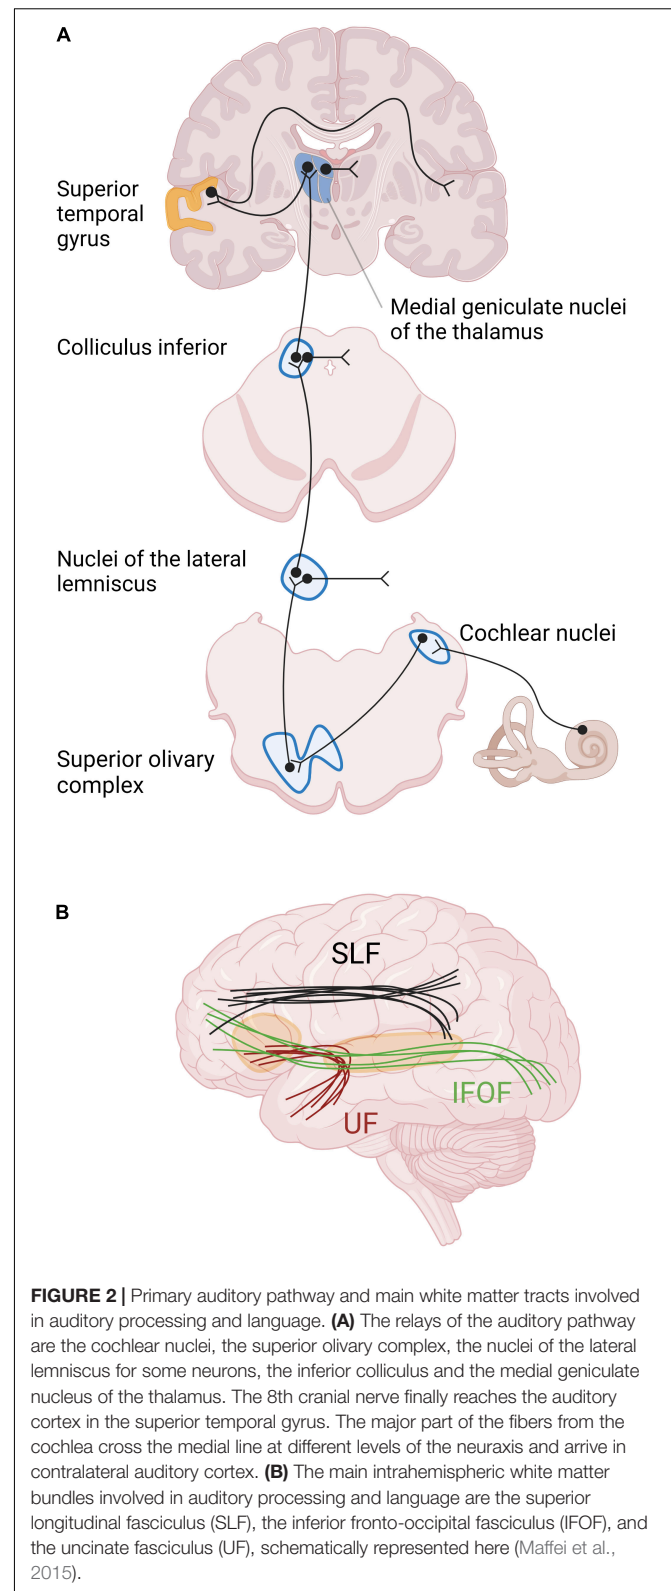 A
Superior
temporal
gyrus
Medial geniculate nuclei
of the thalamus
Colliculus inferior
Nuclei of the lateral
lemniscus
Cochlear nuclei
Superior olivary
complex
B
SLF
IFOF
UF
FIGURE 2 | Primary auditory pathway and main white matter tracts involved
in auditory processing and language. (A) The relays of the auditory pathway
are the cochlear nuclei, the superior olivary complex, the nuclei of the lateral
lemniscus for some neurons, the inferior colliculus and the medial geniculate
nucleus of the thalamus. The 8th cranial nerve finally reaches the auditory
cortex in the superior temporal gyrus. The major part of the fibers from the
cochlea cross the medial line at different levels of the neuraxis and arrive in
contralateral auditory cortex. (B) The main intrahemispheric white matter
bundles involved in auditory processing and language are the superior
longitudinal fasciculus (SLF), the inferior fronto-occipital fasciculus (IFOF), and
the uncinate fasciculus (UF), schematically represented here (Maffei et al.,
2015).